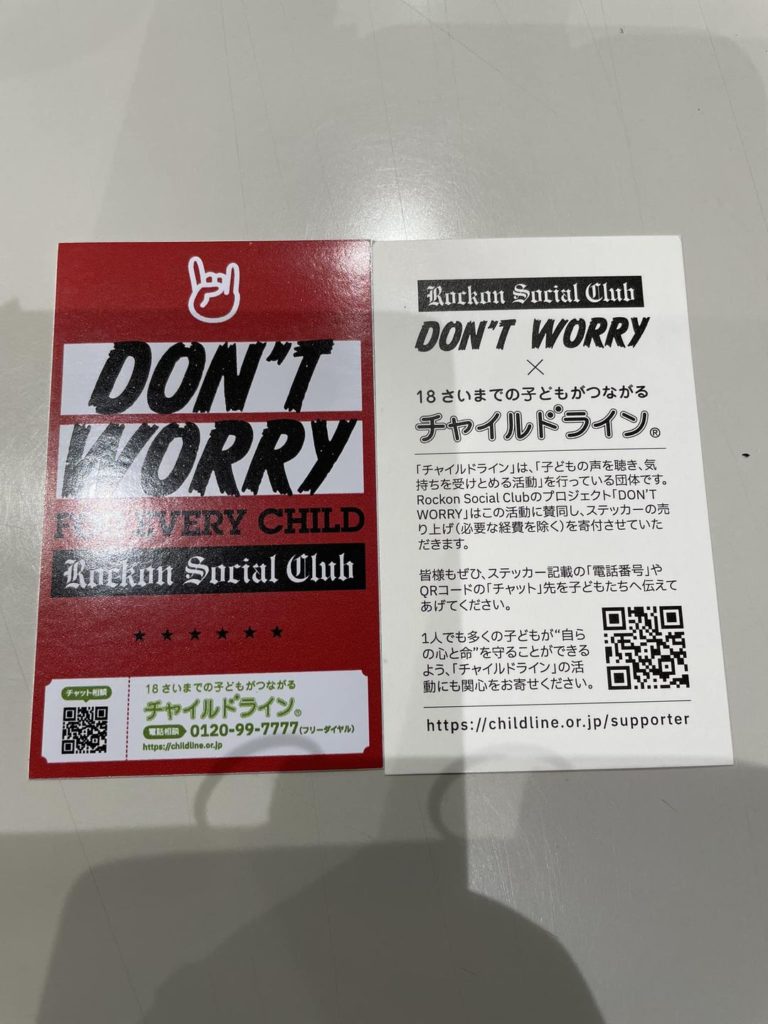 DON'T
WORRY
FOR EVERY CHILD
Rockon Social Club
チャット相談
18さいまでの子どもがつながる
チャイルドライン®
電話相談 0120-99-7777(フリーダイヤル)
https://childline.or.jp
Rockon Social Club
DON'T WORRY
×
18さいまでの子どもがつながる
チャイルドライン®
「チャイルドライン」は、「子どもの声を聴き、気
持ちを受けとめる活動」を行っている団体です。
Rockon Social Clubのプロジェクト「DON'T
WORRY」はこの活動に賛同し、ステッカーの売
り上げ(必要な経費を除く)を寄付させていた
だきます。
皆様もぜひ、ステッカー記載の「電話番号」や
QRコードの「チャット」先を子どもたちへ伝えて
あげてください。
1人でも多くの子どもが“自ら
の心と命”を守ることができる
よう、「チャイルドライン」の活
動にも関心をお寄せください。
https://childline.or.jp/supporter